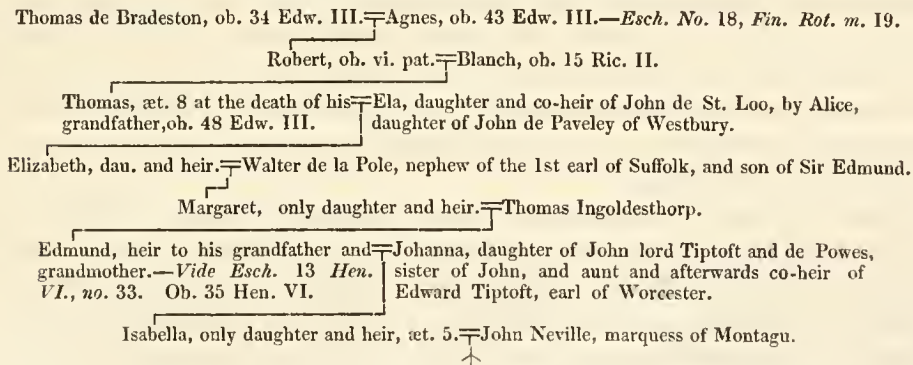 Thomas de Bradeston, ob. 34 Edw. III.=Agnes, ob. 43 Edw. III.—Esch. No. 18, Fin. Rot. m. 19.
Robert, ob. vi. pat.=Blanch, ob. 15 Ric. II.
Thomas, æt. 8 at the death of his=Ela, daughter and co-heir of John de St. Loo, by Alice,
grandfather,ob. 48 Edw. III. daughter of John de Paveley of Westbury.
Elizabeth, dau. and heir.=Walter de la Pole, nephew of the 1st earl of Suffolk, and son of Sir Edmund.
Margaret, only daughter and heir.=Thomas Ingoldesthorp.
Edmund, heir to his grandfather and=Johanna, daughter of John lord Tiptoft and de Powes,
grandmother.—Vide Esch. 13 Hen. sister of John, and aunt and afterwards co-heir of
VI., no. 33. Ob. 35 Hen. VI. Edward Tiptoft, earl of Worcester.
Isabella, only daughter and heir, æt. 5.=John Neville, marquess of Montagu.